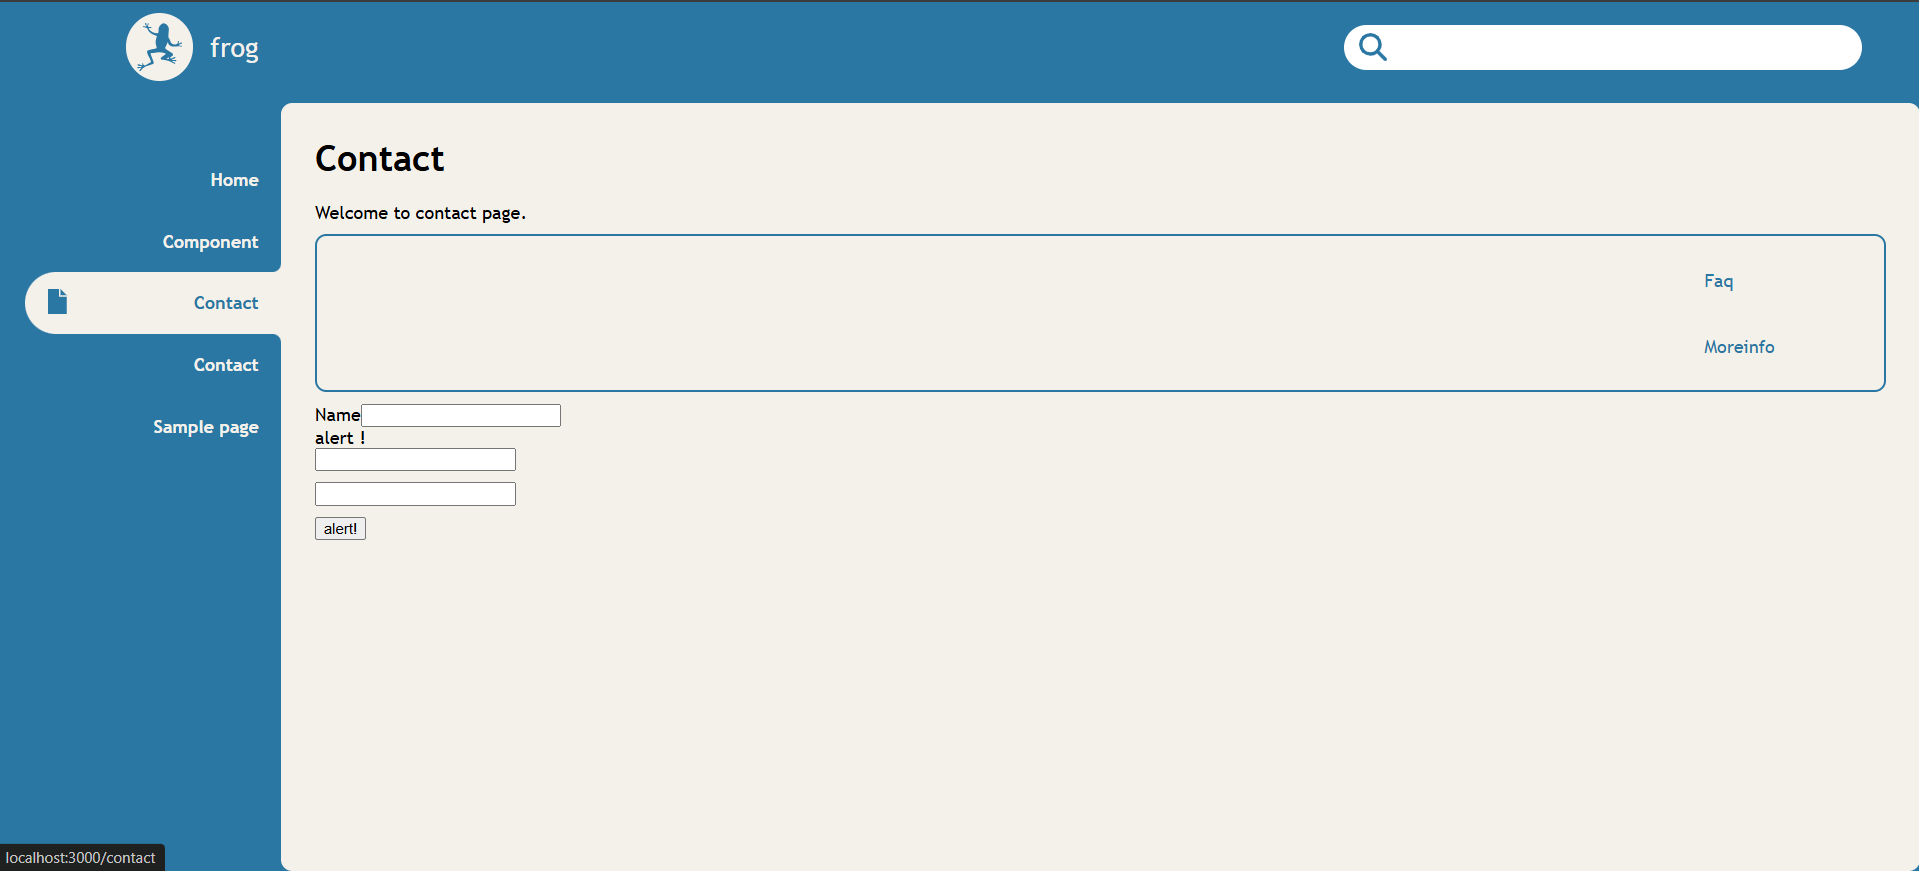 frog
Home
Component
Contact
Contact
Sample page
Contact
Welcome to contact page.
Faq
Moreinfo
Name
alert !
alert!
localhost:3000/contact